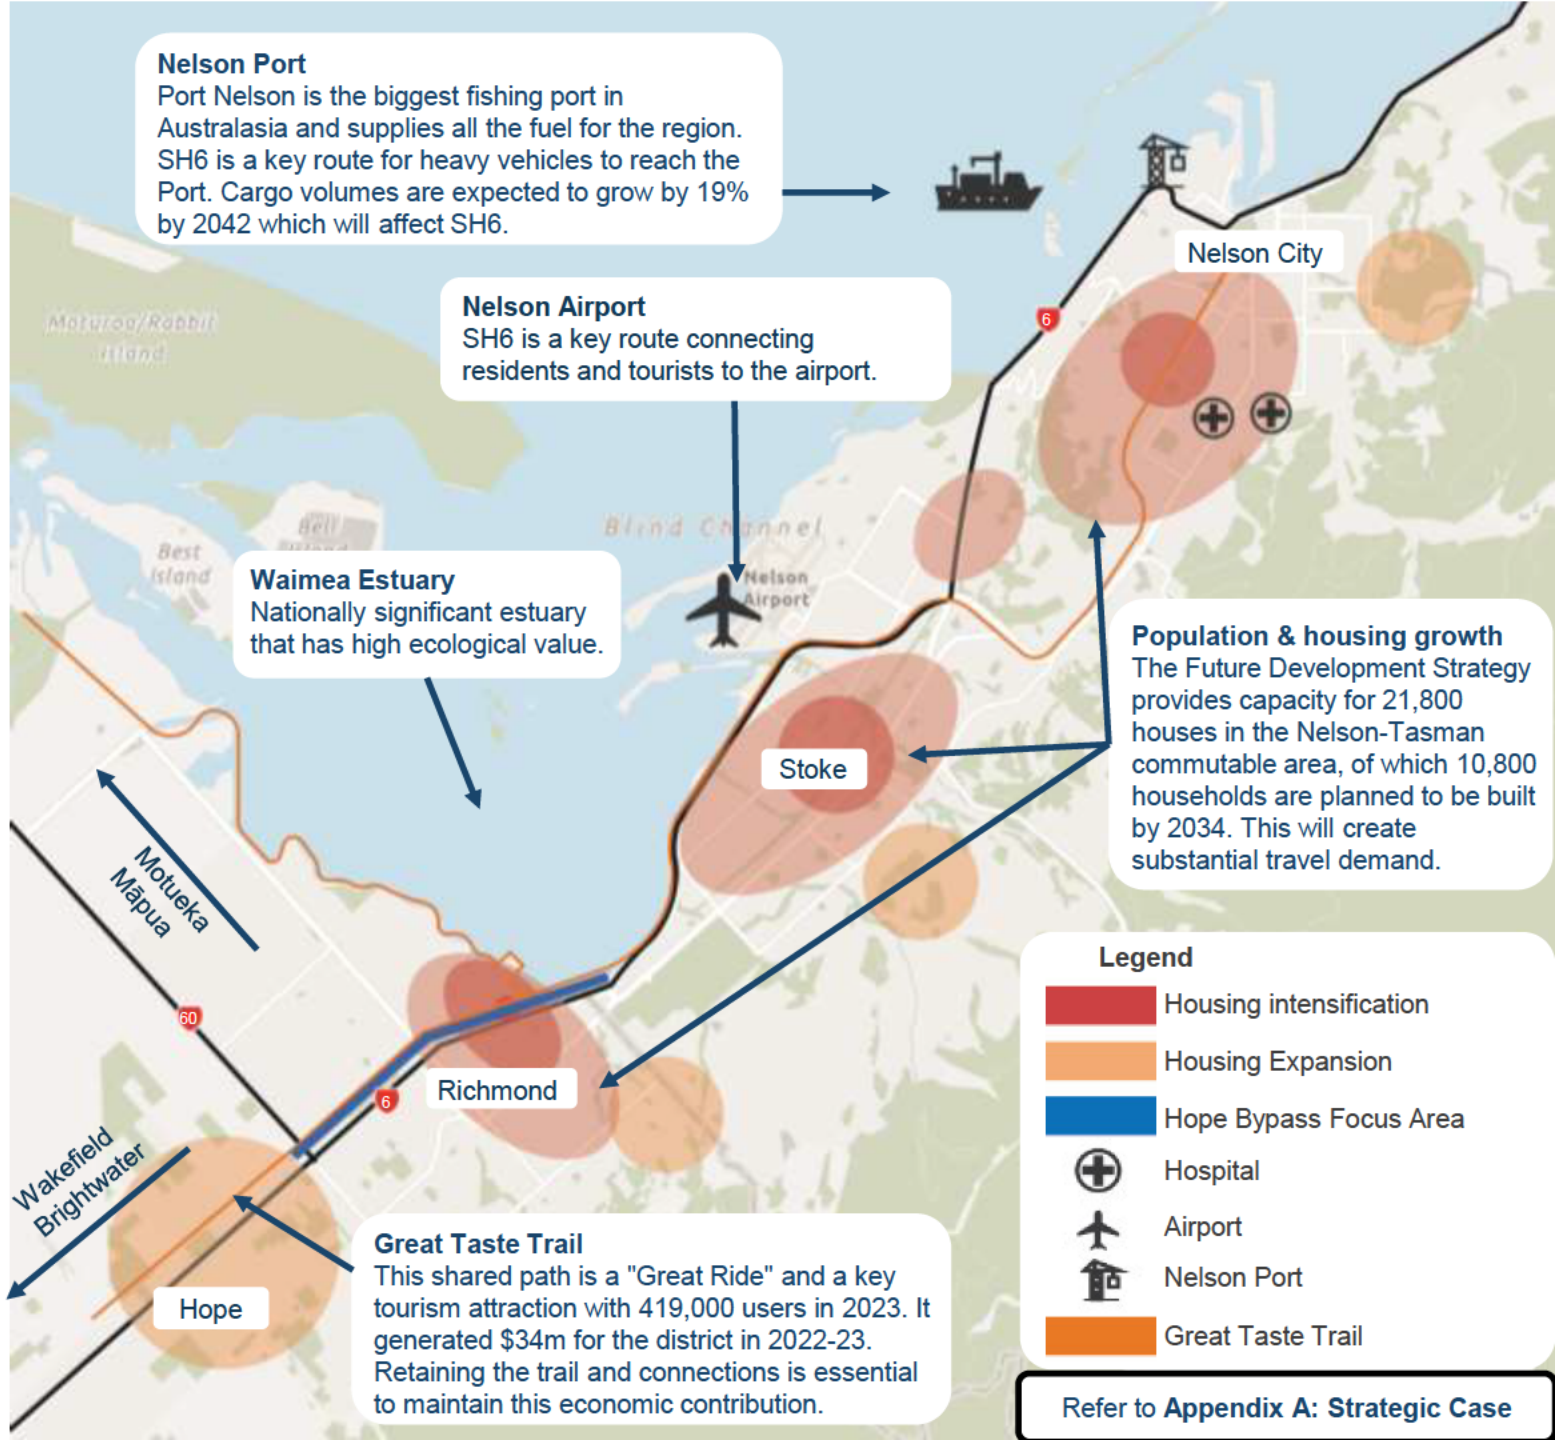 Nelson Port
Port Nelson is the biggest fishing port in
Australasia and supplies all the fuel for the region.
SH6 is a key route for heavy vehicles to reach the
Port. Cargo volumes are expected to grow by 19%
by 2042 which will affect SH6.
Nelson City
Nelson Airport
SH6 is a key route connecting
residents and tourists to the airport.
6
Moturoa/Rabbit
Island
Blind Channel
Bell
Island
Best
Island
Nelson
Airport
Waimea Estuary
Nationally significant estuary
that has high ecological value.
Population & housing growth
The Future Development Strategy
provides capacity for 21,800
houses in the Nelson-Tasman
commutable area, of which 10,800
households are planned to be built
by 2034. This will create
substantial travel demand.
Stoke
Motueka
Māpua
60
Richmond
6
Wakefield
Brightwater
Hope
Great Taste Trail
This shared path is a "Great Ride" and a key
tourism attraction with 419,000 users in 2023. It
generated $34m for the district in 2022-23.
Retaining the trail and connections is essential
to maintain this economic contribution.
Legend
Housing intensification
Housing Expansion
Hope Bypass Focus Area
Hospital
Airport
Nelson Port
Great Taste Trail
Refer to Appendix A: Strategic Case